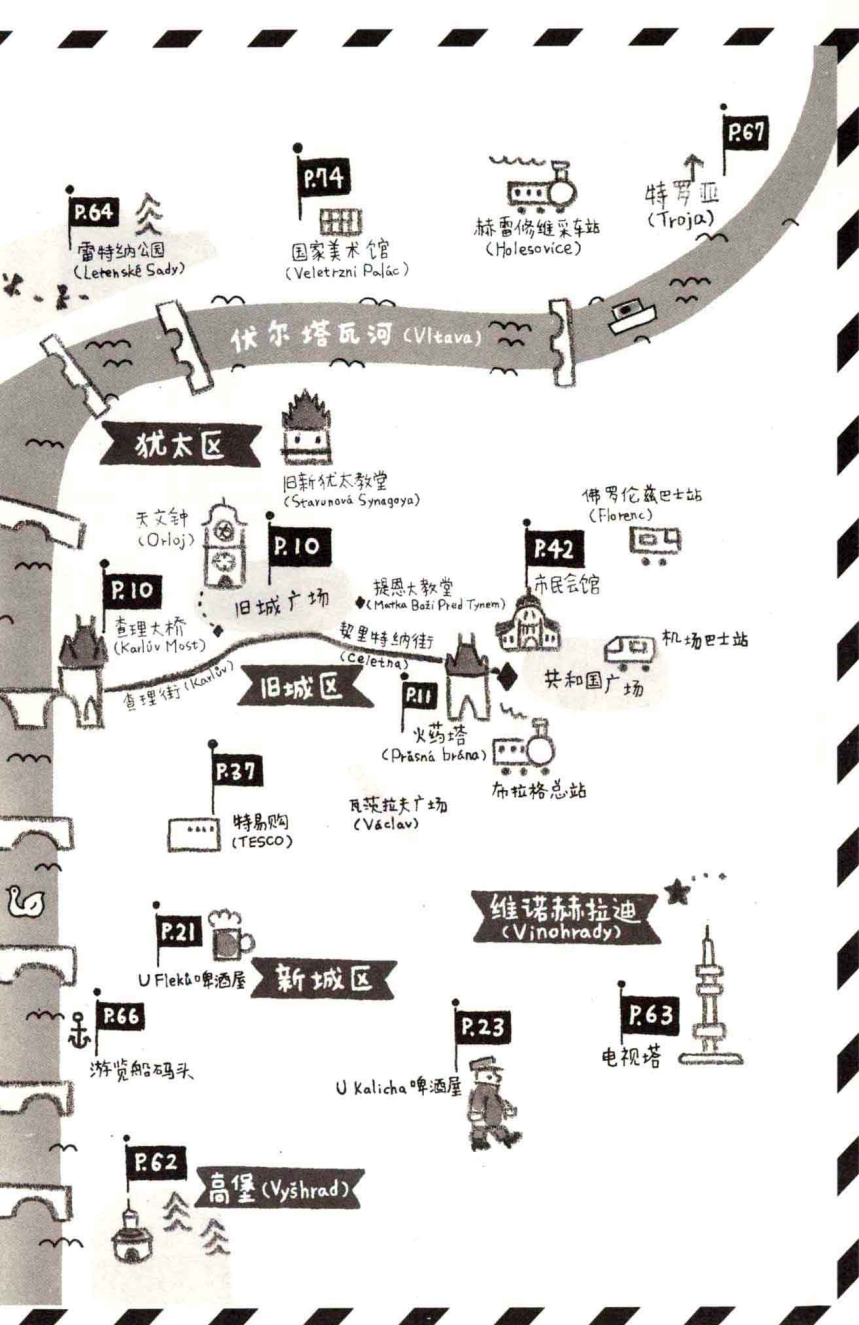 P.67
特罗亚
(Troja)
P.74
P.64
雷特纳公园
(Letenské Sady)
国家美术馆
(Veletrzní Palác)
赫雷修维采车站
(Holesovice)
伏尔塔瓦河 (Vltava)
犹太区
旧新犹太教堂
(Starunová Synagoya)
佛罗伦兹巴士站
(Florenc)
天文钟
(Orloj)
P.10
旧城广场
P.42
市民会馆
P.10
查理大桥
(Karlův Most)
提恩大教堂
(Matka Boží Pred Tynem)
契里特纳街
(Celetna)
机场巴士站
共和国广场
查理街 (Karlův)
旧城区
P.11
火药塔
(Prăsná brána)
布拉格总站
P.37
特易购
(TESCO)
瓦茨拉夫广场
(Václav)
维诺赫拉迪
(Vinohrady)
P.21
U Fleků啤酒屋
新城区
P.66
游览船码头
P.23
U Kalicha 啤酒屋
P.63
电视塔
P.62
高堡 (Vyšhrad)